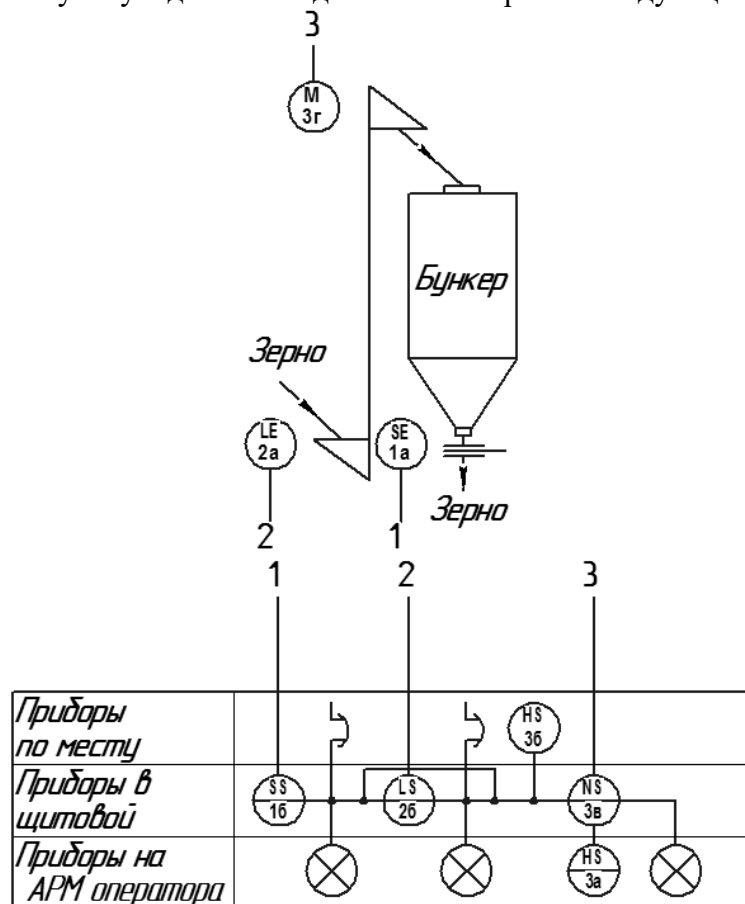 3
М
3г
Бункер
Зерно
LE
2а
SE
1а
Зерно
2
1
1
2
3
Приборы
по месту
HS
3б
Приборы в
щитовой
SS
1б
LS
2б
NS
3в
Приборы на
АРМ оператора
HS
3а